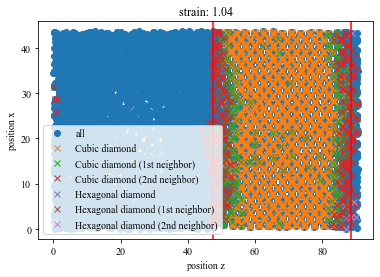 strain: 1.04
position x
40
30
20
10
0
all
Cubic diamond
Cubic diamond (1st neighbor)
Cubic diamond (2nd neighbor)
Hexagonal diamond
Hexagonal diamond (1st neighbor)
Hexagonal diamond (2nd neighbor)
0 20 40 60 80
position z